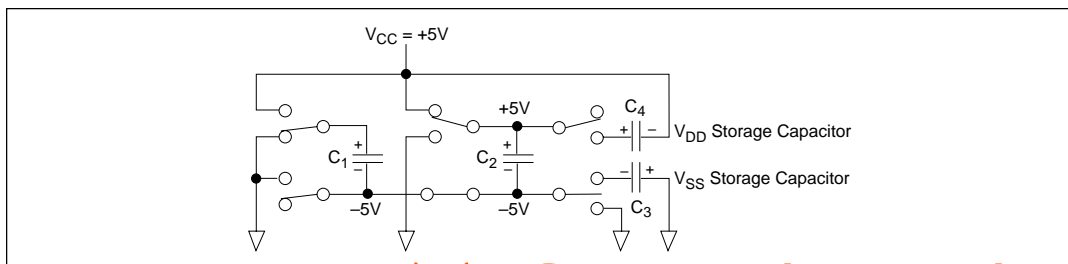 VCC = +5V
+5V
C4
+ −
VDD Storage Capacitor
+
C1
−
+
C2
−
− +
VSS Storage Capacitor
C3
–5V
–5V